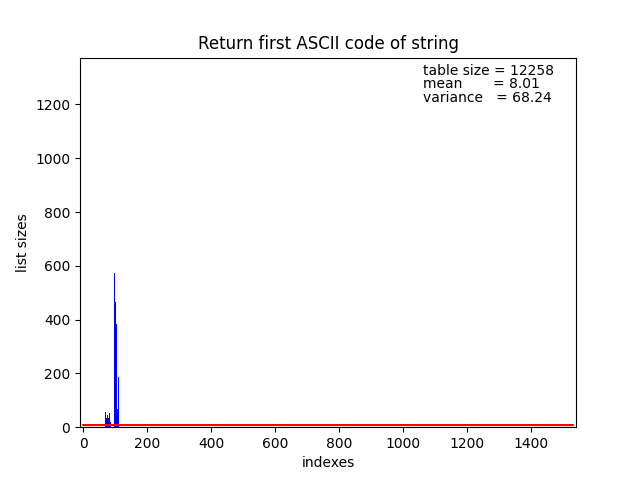 Return first ASCII code of string
table size = 12258
mean = 8.01
variance = 68.24
1200
1000
800
600
400
200
0
list sizes
0 200 400 600 800 1000 1200 1400
indexes